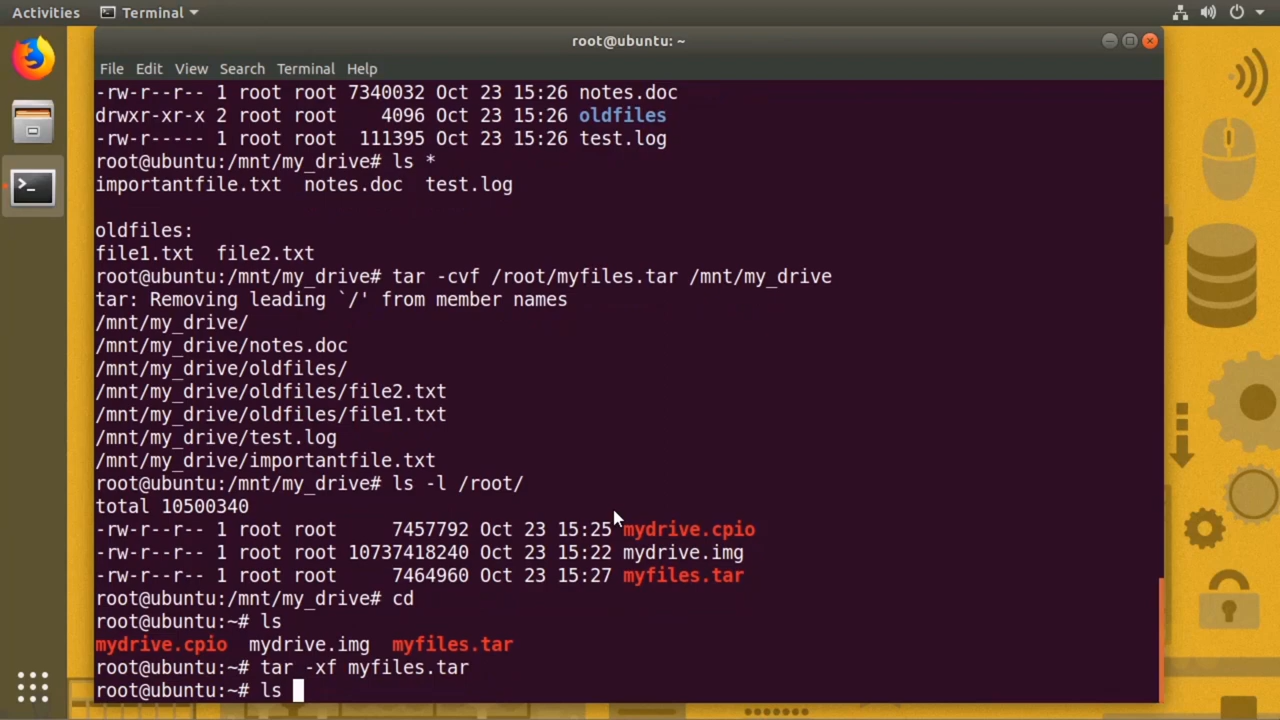 Activities Terminal
root@ubuntu: ~
File Edit View Search Terminal Help
-rw-r--r-- 1 root root 7340032 Oct 23 15:26 notes.doc
drwxr-xr-x 2 root root    4096 Oct 23 15:26 oldfiles
-rw-r----- 1 root root  111395 Oct 23 15:26 test.log
root@ubuntu:/mnt/my_drive# ls *
importantfile.txt  notes.doc  test.log

oldfiles:
file1.txt  file2.txt
root@ubuntu:/mnt/my_drive# tar -cvf /root/myfiles.tar /mnt/my_drive
tar: Removing leading `/' from member names
/mnt/my_drive/
/mnt/my_drive/notes.doc
/mnt/my_drive/oldfiles/
/mnt/my_drive/oldfiles/file2.txt
/mnt/my_drive/oldfiles/file1.txt
/mnt/my_drive/test.log
/mnt/my_drive/importantfile.txt
root@ubuntu:/mnt/my_drive# ls -l /root/
total 10500340
-rw-r--r-- 1 root root     7457792 Oct 23 15:25 mydrive.cpio
-rw-r--r-- 1 root root 10737418240 Oct 23 15:22 mydrive.img
-rw-r--r-- 1 root root     7464960 Oct 23 15:27 myfiles.tar
root@ubuntu:/mnt/my_drive# cd
root@ubuntu:~# ls
mydrive.cpio  mydrive.img  myfiles.tar
root@ubuntu:~# tar -xf myfiles.tar
root@ubuntu:~# ls